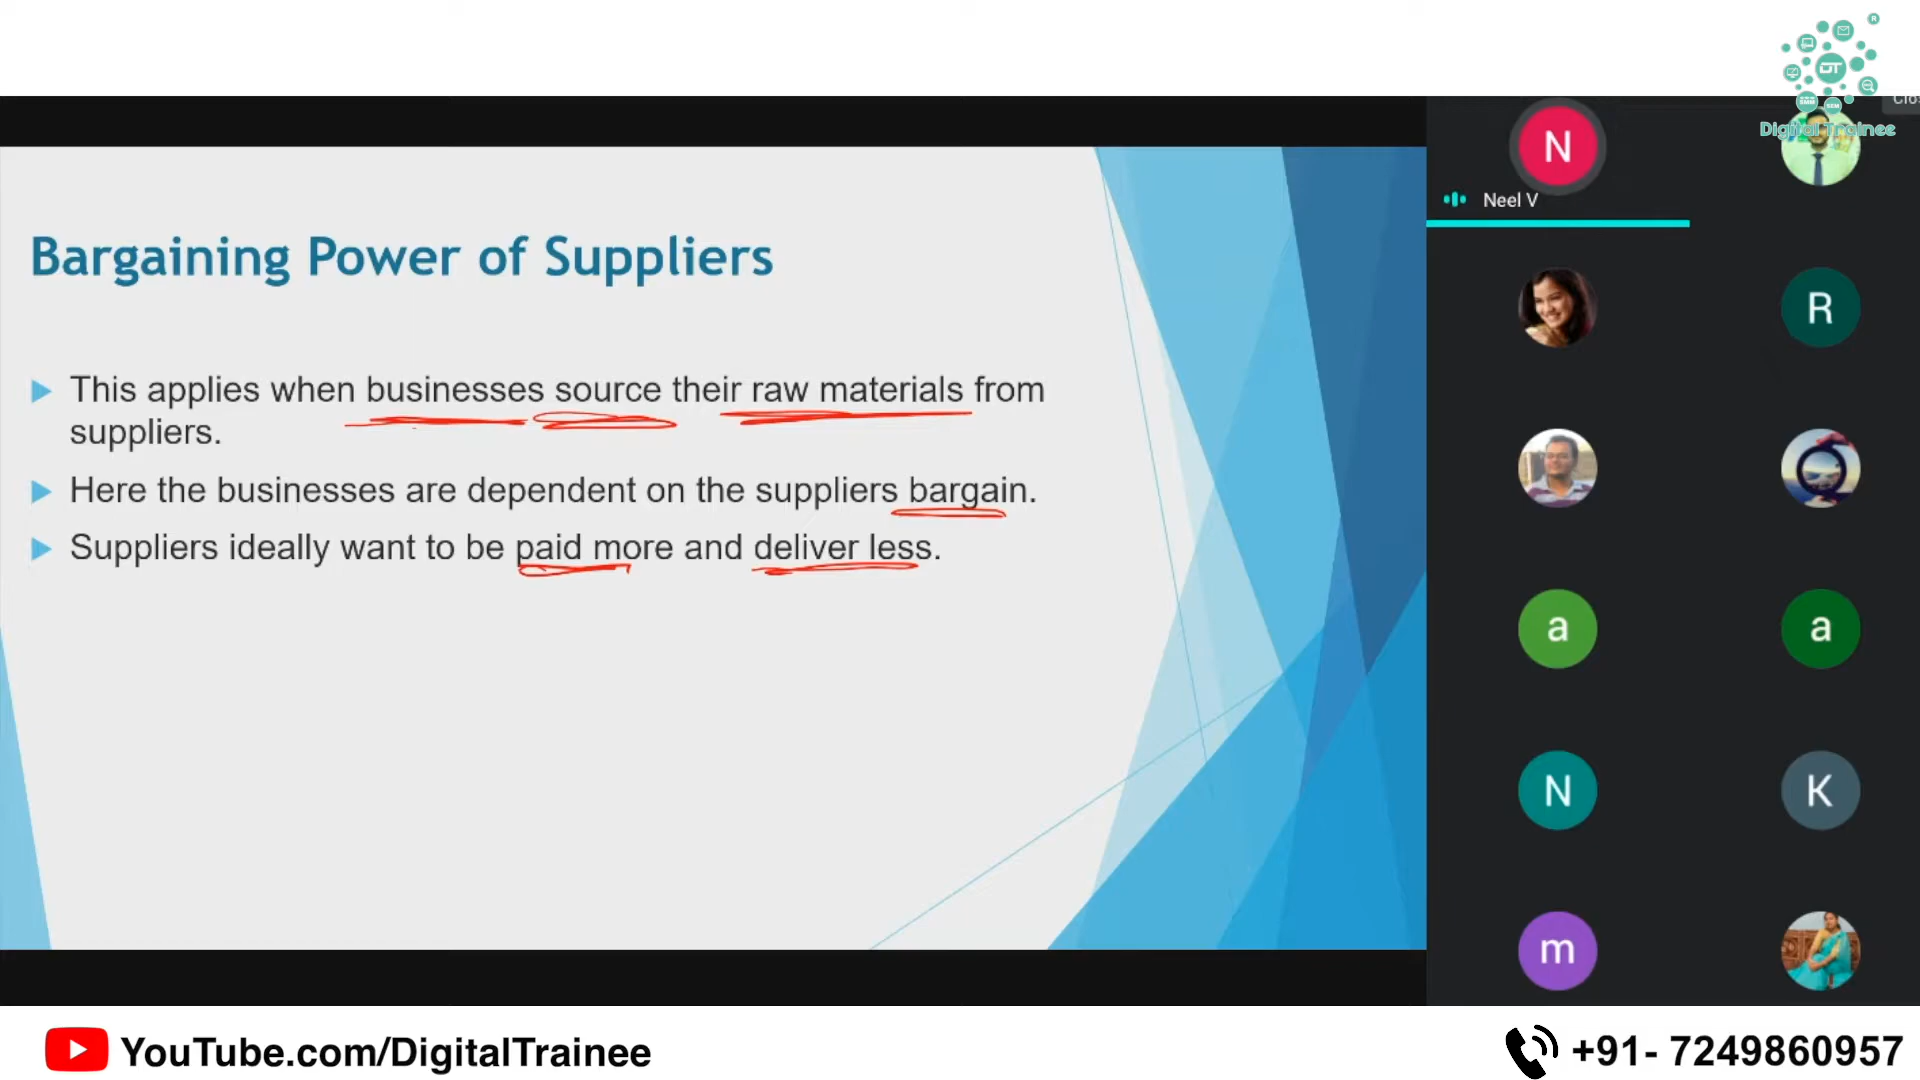 Clo
DT
Digital Trainee
N
Neel V
R
a
a
N
K
m
Bargaining Power of Suppliers
This applies when businesses source their raw materials from
suppliers.
Here the businesses are dependent on the suppliers bargain.
Suppliers ideally want to be paid more and deliver less.
YouTube.com/DigitalTrainee
+91- 7249860957